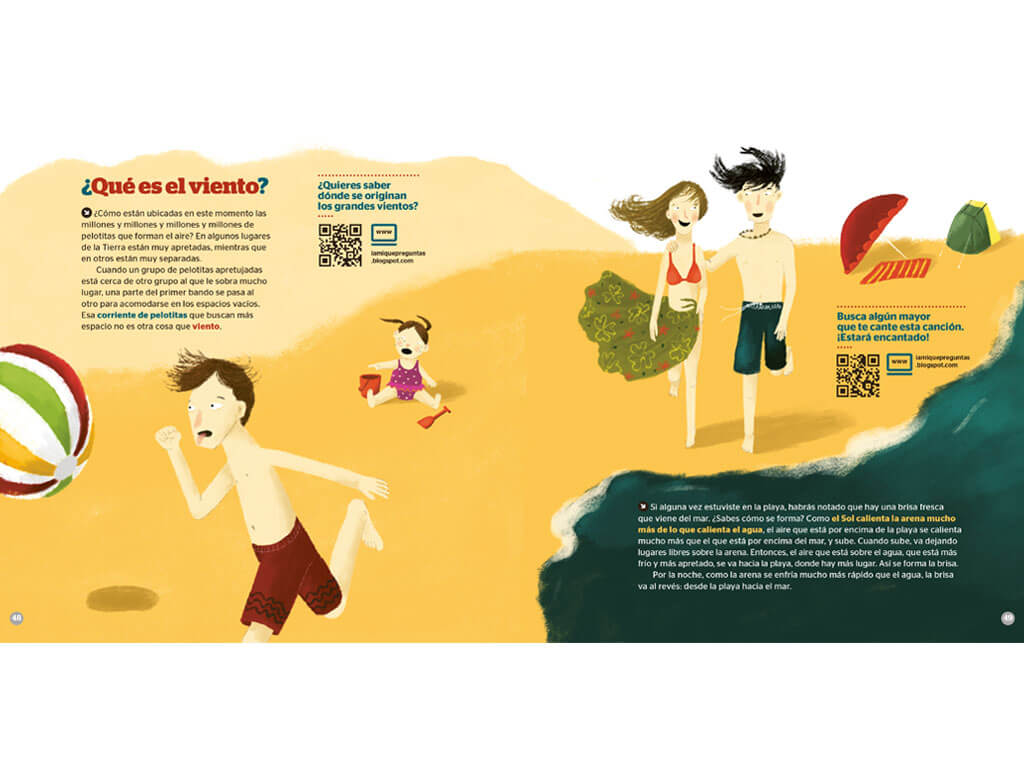 ¿Qué es el viento?
¿Cómo están ubicadas en este momento las
millones y millones y millones y millones de
pelotitas que forman el aire? En algunos lugares
de la Tierra están muy apretadas, mientras que
en otros están muy separadas.
Cuando un grupo de pelotitas apretujadas
está cerca de otro grupo al que le sobra mucho
lugar, una parte del primer bando se pasa al
otro para acomodarse en los espacios vacíos.
Esa corriente de pelotitas que buscan más
espacio no es otra cosa que viento.
¿Quieres saber
dónde se originan
los grandes vientos?
www
iamiquepreguntas
.blogspot.com
Busca algún mayor
que te cante esta canción.
¡Estará encantado!
www
iamiquepreguntas
.blogspot.com
Si alguna vez estuviste en la playa, habrás notado que hay una brisa fresca
que viene del mar. ¿Sabes cómo se forma? Como el Sol calienta la arena mucho
más de lo que calienta el agua, el aire que está por encima de la playa se calienta
mucho más que el que está por encima del mar, y sube. Cuando sube, va dejando
lugares libres sobre la arena. Entonces, el aire que está sobre el agua, que está más
frío y más apretado, se va hacia la playa, donde hay más lugar. Así se forma la brisa.
Por la noche, como la arena se enfría mucho más rápido que el agua, la brisa
va al revés: desde la playa hacia el mar.
48
49